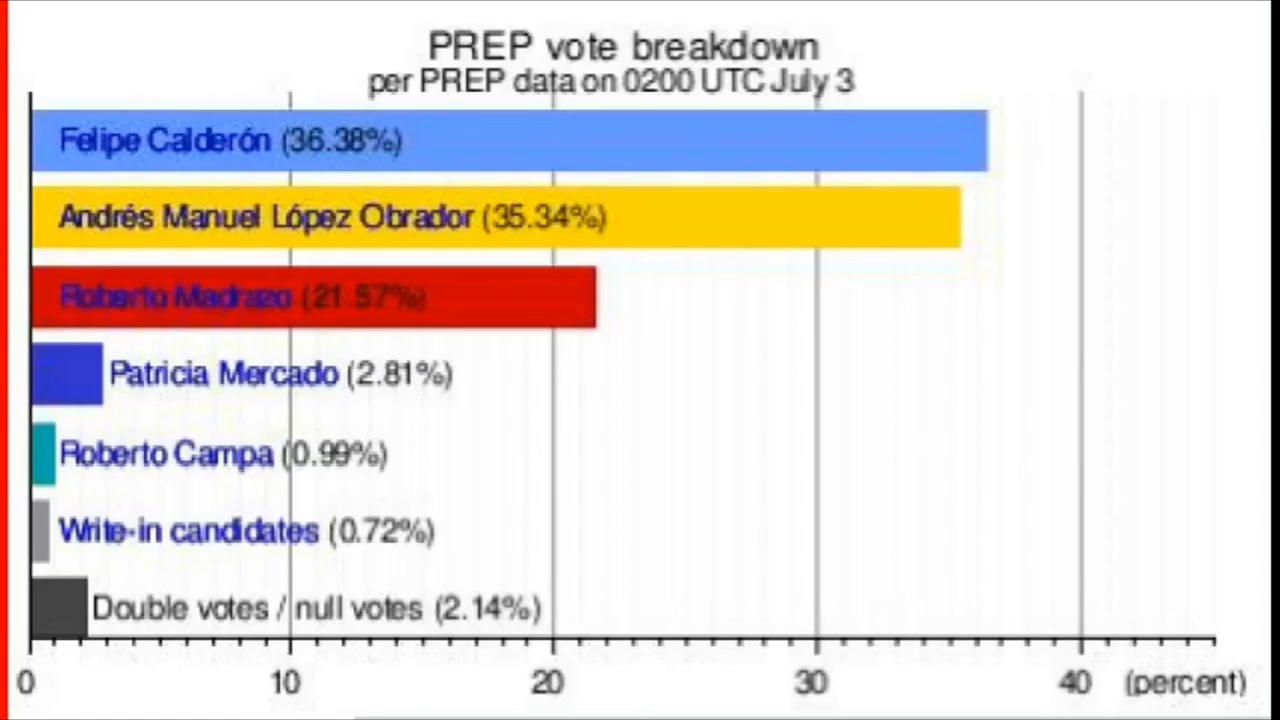 PREP vote breakdown
per PREP data on 0200 UTC July 3
Felipe Calderón (36.38%)
Andrés Manuel López Obrador (35.34%)
Roberto Madrazo (21.57%)
Patricia Mercado (2.81%)
Roberto Campa (0.99%)
Write-in candidates (0.72%)
Double votes / null votes (2.14%)
0 10 20 30 40 (percent)